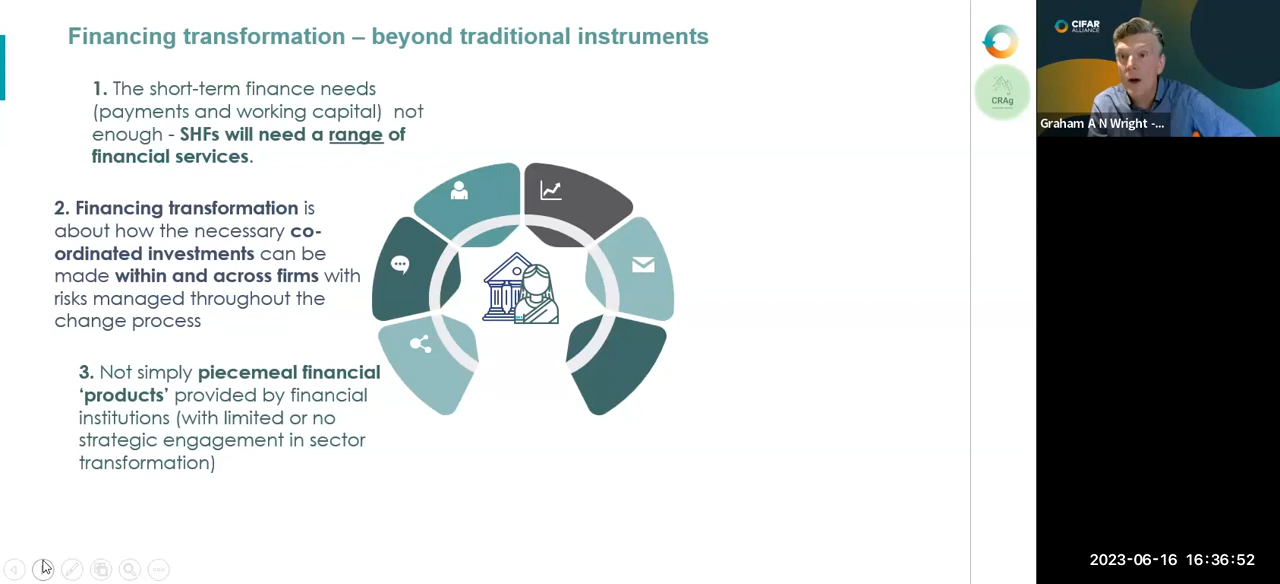 Financing transformation – beyond traditional instruments
1. The short-term finance needs
(payments and working capital) not
enough - SHFs will need a range of
financial services.
2. Financing transformation is
about how the necessary co-
ordinated investments can be
made within and across firms with
risks managed throughout the
change process
3. Not simply piecemeal financial
‘products’ provided by financial
institutions (with limited or no
strategic engagement in sector
transformation)
CRAg
CIFAR
ALLIANCE
Graham A N Wright -...
2023-06-16 16:36:52